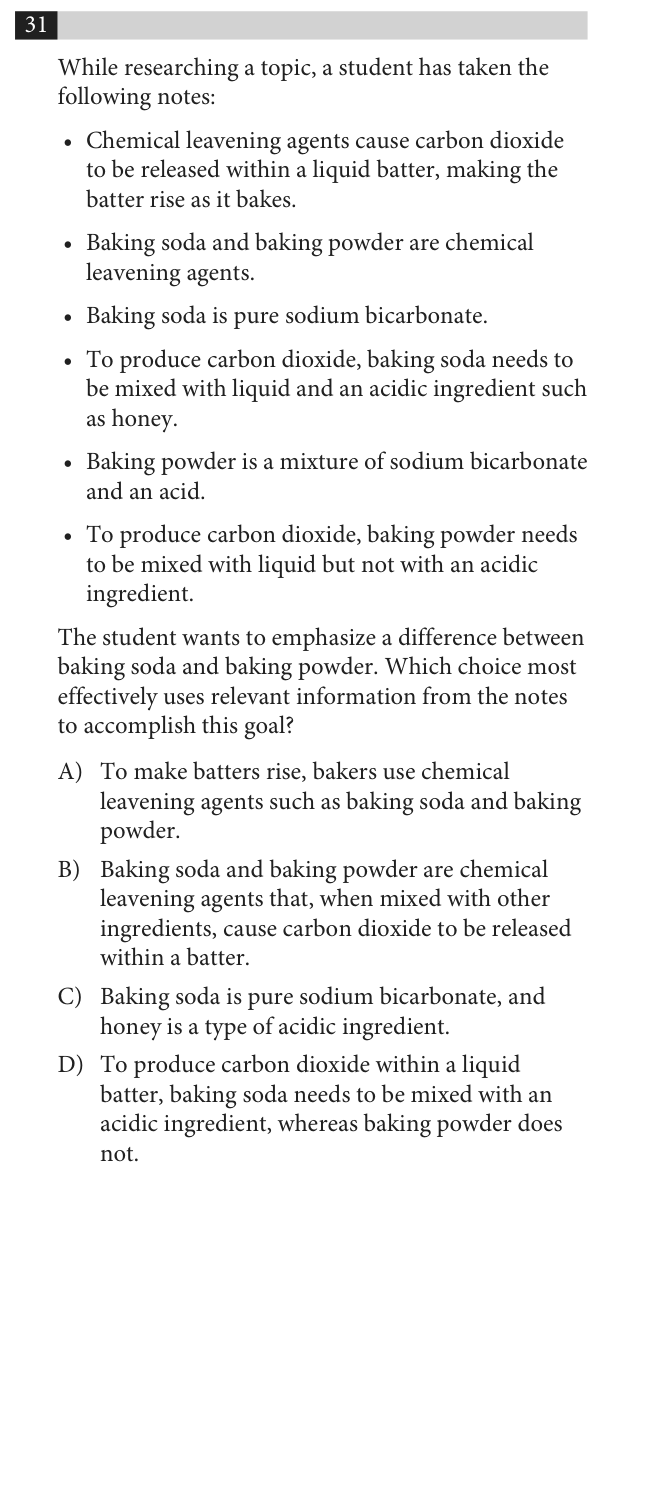 31
While researching a topic, a student has taken the
following notes:
• Chemical leavening agents cause carbon dioxide
to be released within a liquid batter, making the
batter rise as it bakes.
• Baking soda and baking powder are chemical
leavening agents.
• Baking soda is pure sodium bicarbonate.
• To produce carbon dioxide, baking soda needs to
be mixed with liquid and an acidic ingredient such
as honey.
• Baking powder is a mixture of sodium bicarbonate
and an acid.
• To produce carbon dioxide, baking powder needs
to be mixed with liquid but not with an acidic
ingredient.
The student wants to emphasize a difference between
baking soda and baking powder. Which choice most
effectively uses relevant information from the notes
to accomplish this goal?
A) To make batters rise, bakers use chemical
leavening agents such as baking soda and baking
powder.
B) Baking soda and baking powder are chemical
leavening agents that, when mixed with other
ingredients, cause carbon dioxide to be released
within a batter.
C) Baking soda is pure sodium bicarbonate, and
honey is a type of acidic ingredient.
D) To produce carbon dioxide within a liquid
batter, baking soda needs to be mixed with an
acidic ingredient, whereas baking powder does
not.